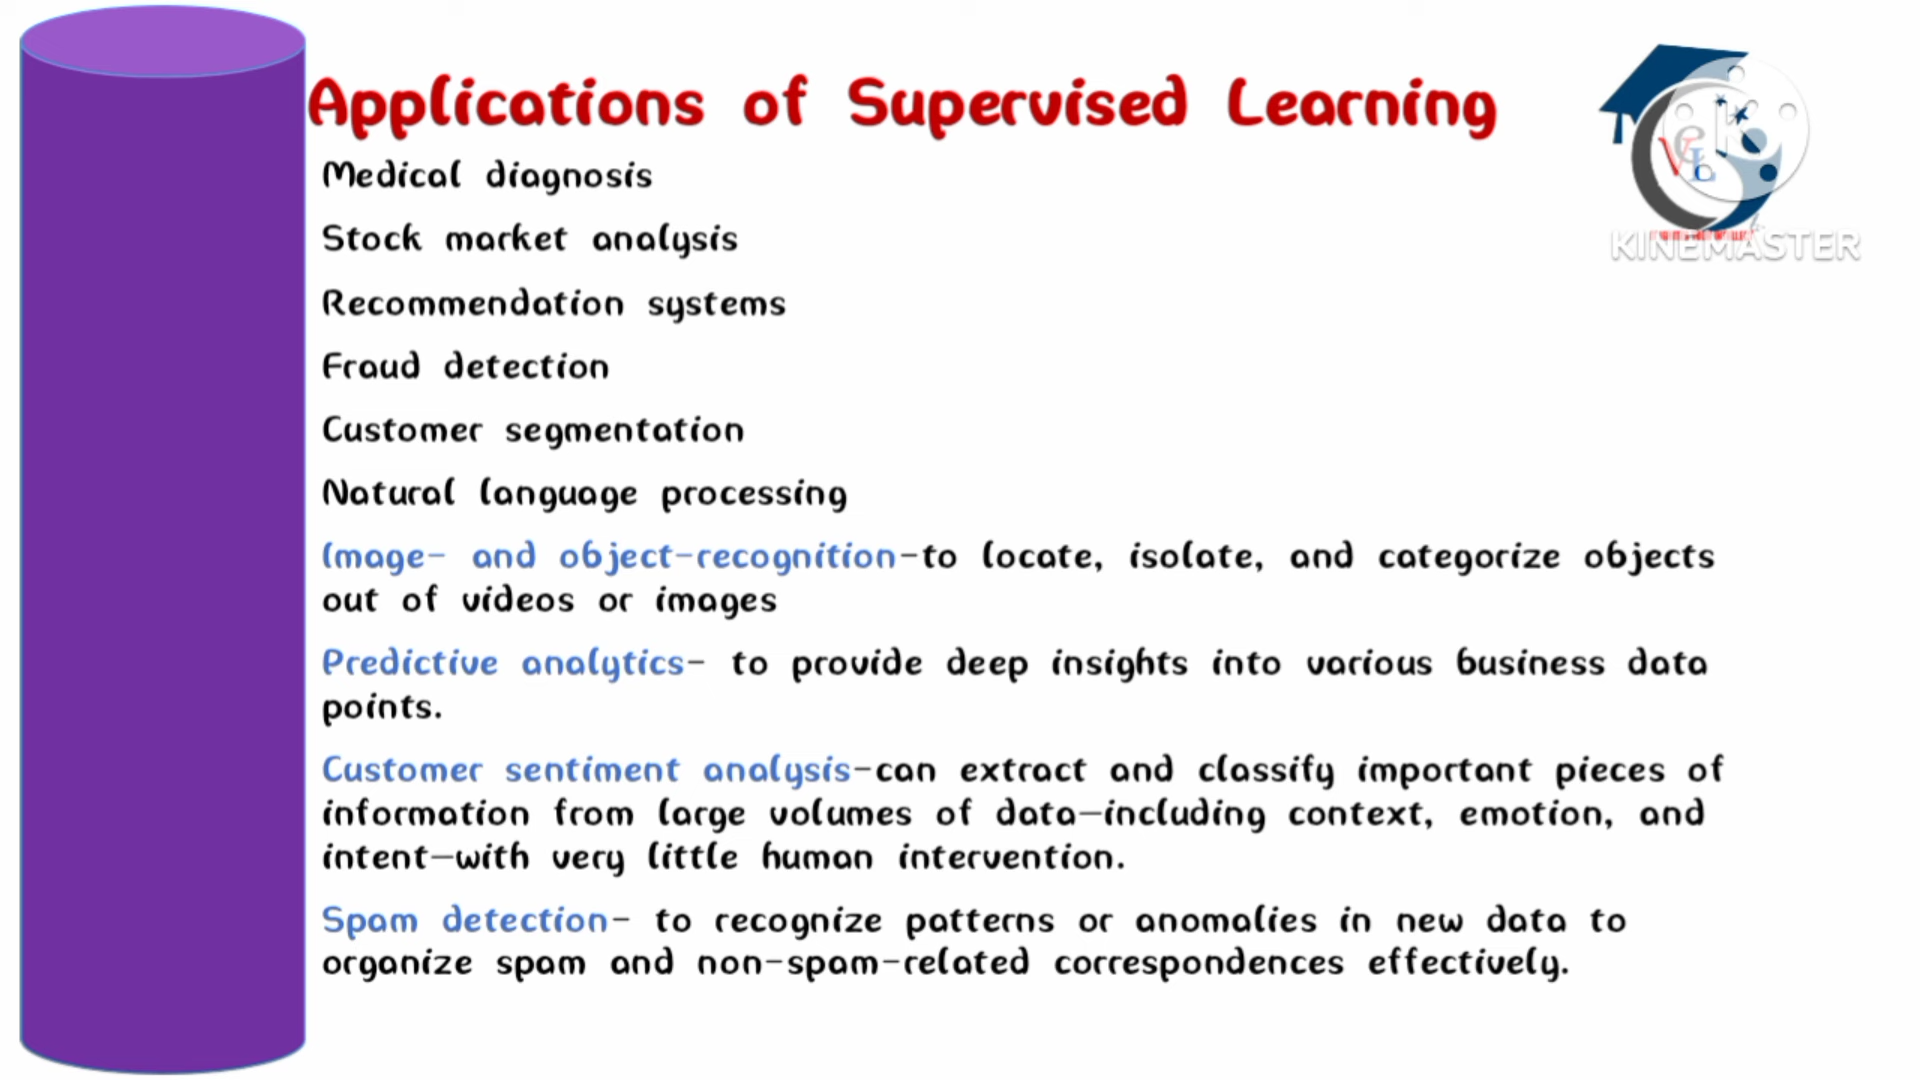 Applications of Supervised Learning
Medical diagnosis
Stock market analysis
Recommendation systems
Fraud detection
Customer segmentation
Natural language processing
Image- and object-recognition-to locate, isolate, and categorize objects
out of videos or images
Predictive analytics- to provide deep insights into various business data
points.
Customer sentiment analysis-can extract and classify important pieces of
information from large volumes of data—including context, emotion, and
intent—with very little human intervention.
Spam detection- to recognize patterns or anomalies in new data to
organize spam and non-spam-related correspondences effectively.
KINEMASTER